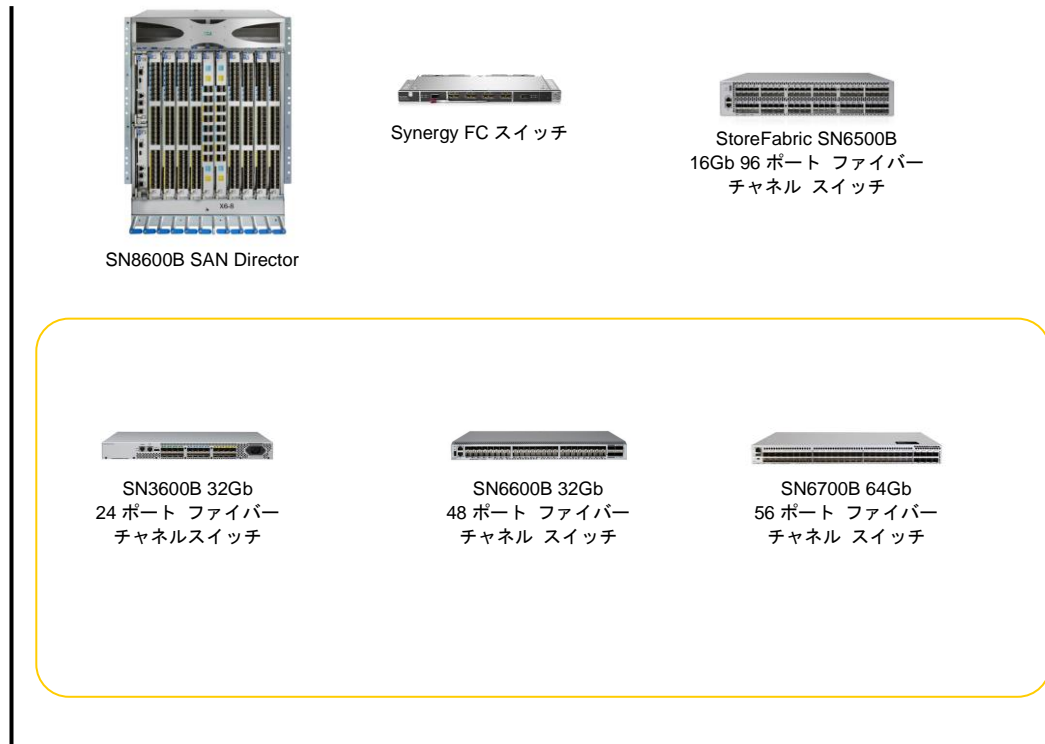 X6-8
SN8600B SAN Director
Synergy FC スイッチ
StoreFabric SN6500B
16Gb 96 ポート ファイバー
チャネル スイッチ
SN3600B 32Gb
24 ポート ファイバー
チャネルスイッチ
SN6600B 32Gb
48 ポート ファイバー
チャネル スイッチ
SN6700B 64Gb
56 ポート ファイバー
チャネル スイッチ